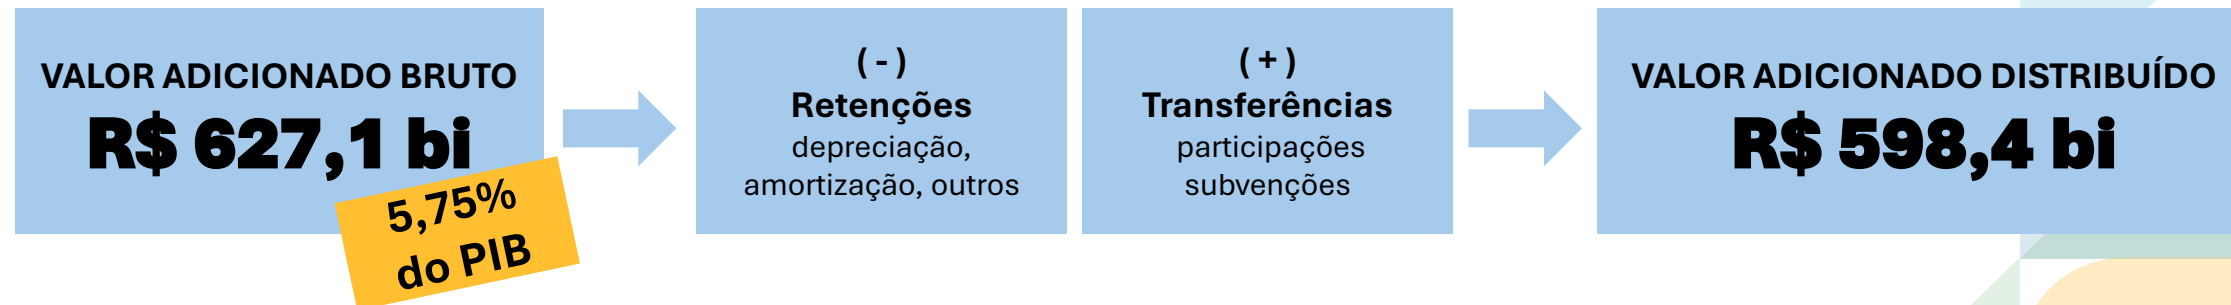 VALOR ADICIONADO BRUTO
R$ 627,1 bi
5,75%
do PIB
( - )
Retenções
depreciação,
amortização, outros
( + )
Transferências
participações
subvenções
VALOR ADICIONADO DISTRIBUÍDO
R$ 598,4 bi